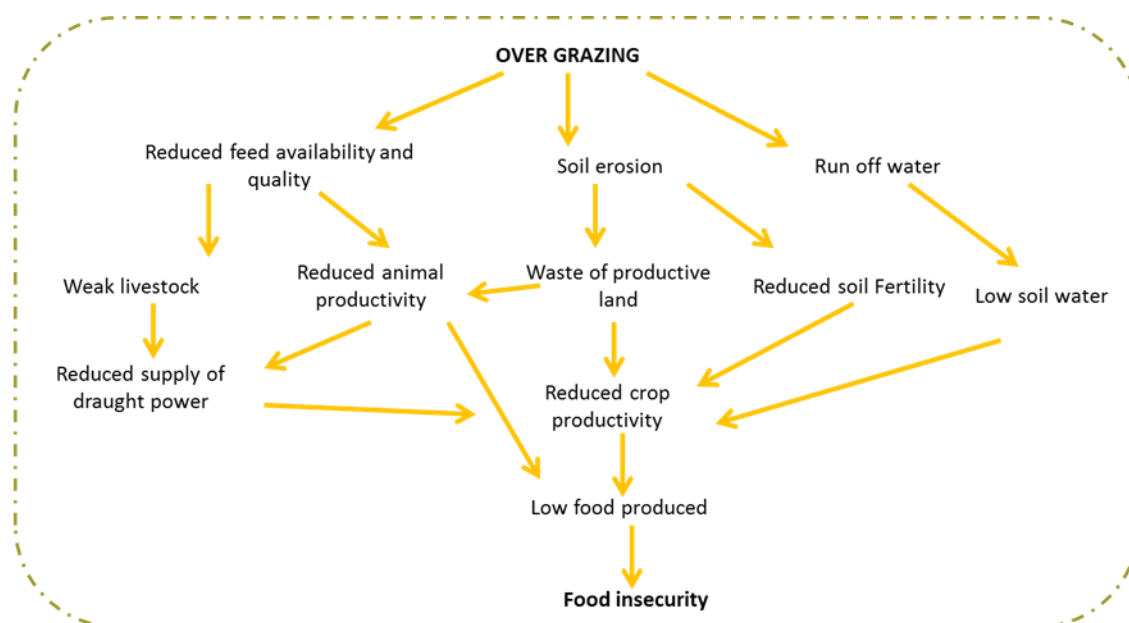 OVER GRAZING
Reduced feed availability and
quality
Soil erosion
Run off water
Weak livestock
Reduced animal
productivity
Waste of productive
land
Reduced soil Fertility
Low soil water
Reduced supply of
draught power
Reduced crop
productivity
Low food produced
Food insecurity